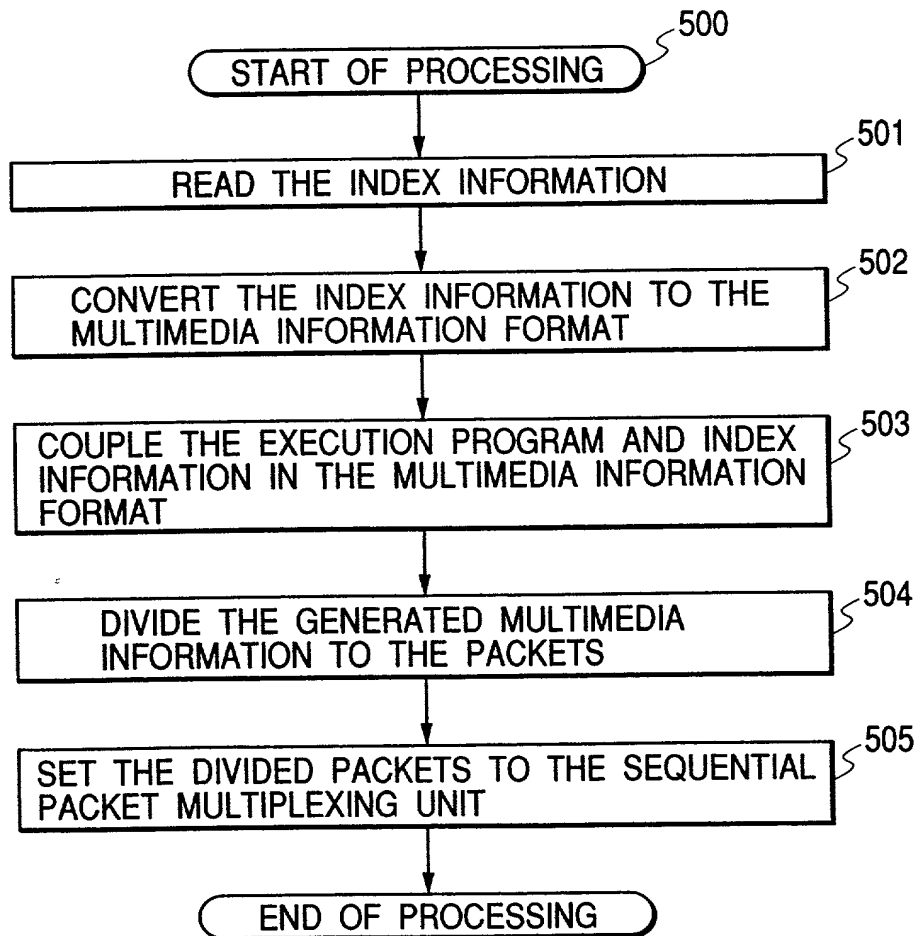 500
START OF PROCESSING
501
READ THE INDEX INFORMATION
502
CONVERT THE INDEX INFORMATION TO THE
MULTIMEDIA INFORMATION FORMAT
503
COUPLE THE EXECUTION PROGRAM AND INDEX
INFORMATION IN THE MULTIMEDIA INFORMATION
FORMAT
504
DIVIDE THE GENERATED MULTIMEDIA
INFORMATION TO THE PACKETS
505
SET THE DIVIDED PACKETS TO THE SEQUENTIAL
PACKET MULTIPLEXING UNIT
END OF PROCESSING